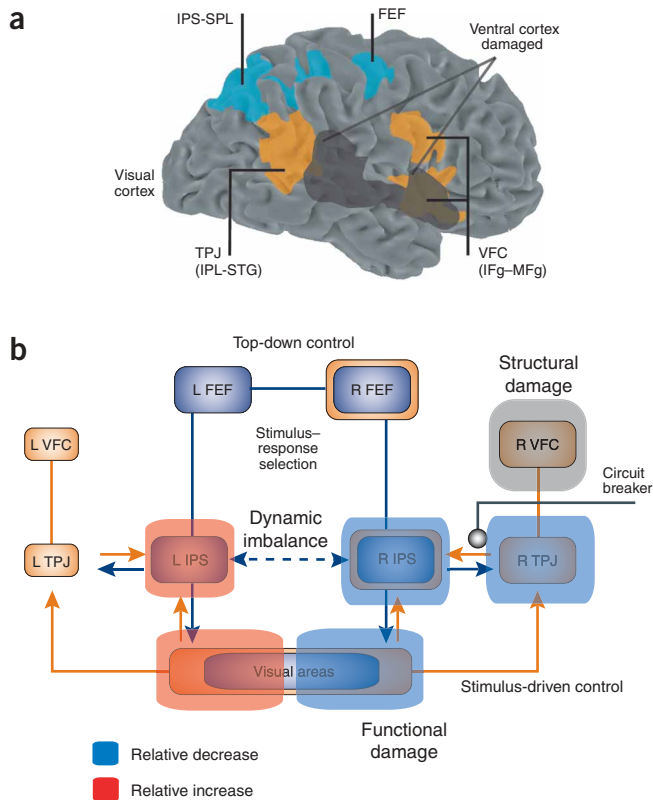 a
IPS-SPL
FEF
Ventral cortex
damaged
Visual
cortex
TPJ
(IPL-STG)
VFC
(IFg–MFg)
b
Top-down control
Structural
damage
L FEF
R FEF
L VFC
Stimulus–
response
selection
R VFC
Circuit
breaker
Dynamic
imbalance
L TPJ
L IPS
R IPS
R TPJ
Visual areas
Stimulus-driven control
Functional
damage
Relative decrease
Relative increase